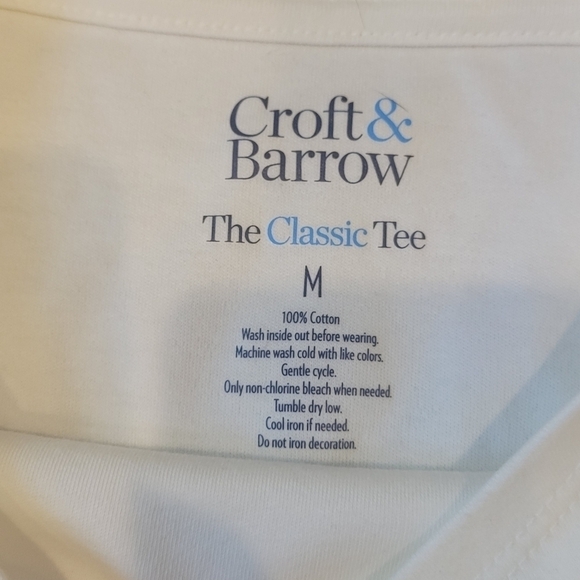 Croft&
Barrow
The Classic Tee
M
100% Cotton
Wash inside out before wearing.
Machine wash cold with like colors.
Gentle cycle.
Only non-chlorine bleach when needed.
Tumble dry low.
Cool iron if needed.
Do not iron decoration.